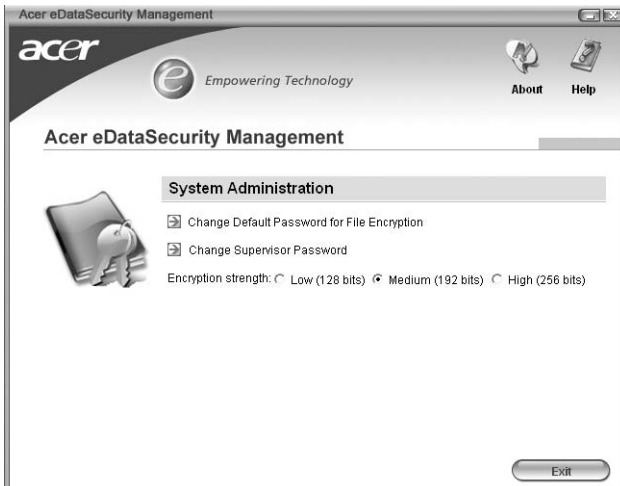 Acer eDataSecurity Management
acer
e Empowering Technology
About Help
Acer eDataSecurity Management
System Administration
Change Default Password for File Encryption
Change Supervisor Password
Encryption strength: Low (128 bits) Medium (192 bits) High (256 bits)
Exit